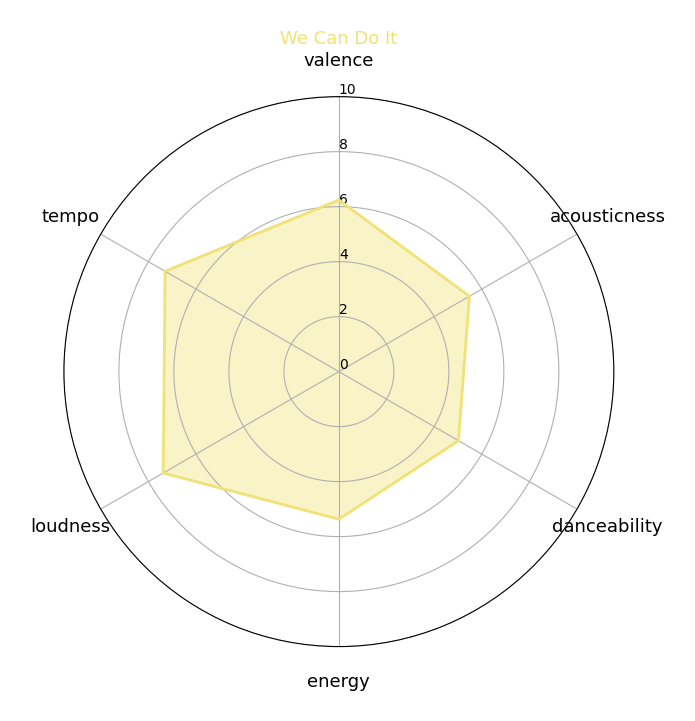 We Can Do It
valence
10
8
6
4
2
0
tempo
acousticness
loudness
danceability
energy